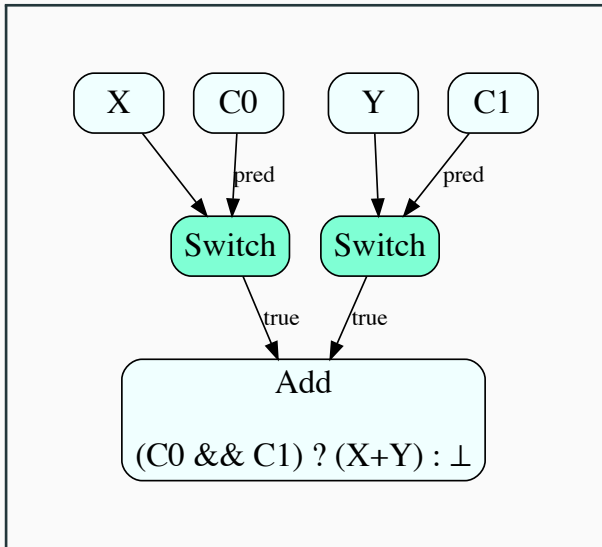 X
C0
Y
C1
pred
pred
Switch
Switch
true
true
Add
(C0 && C1) ? (X+Y) : ⊥